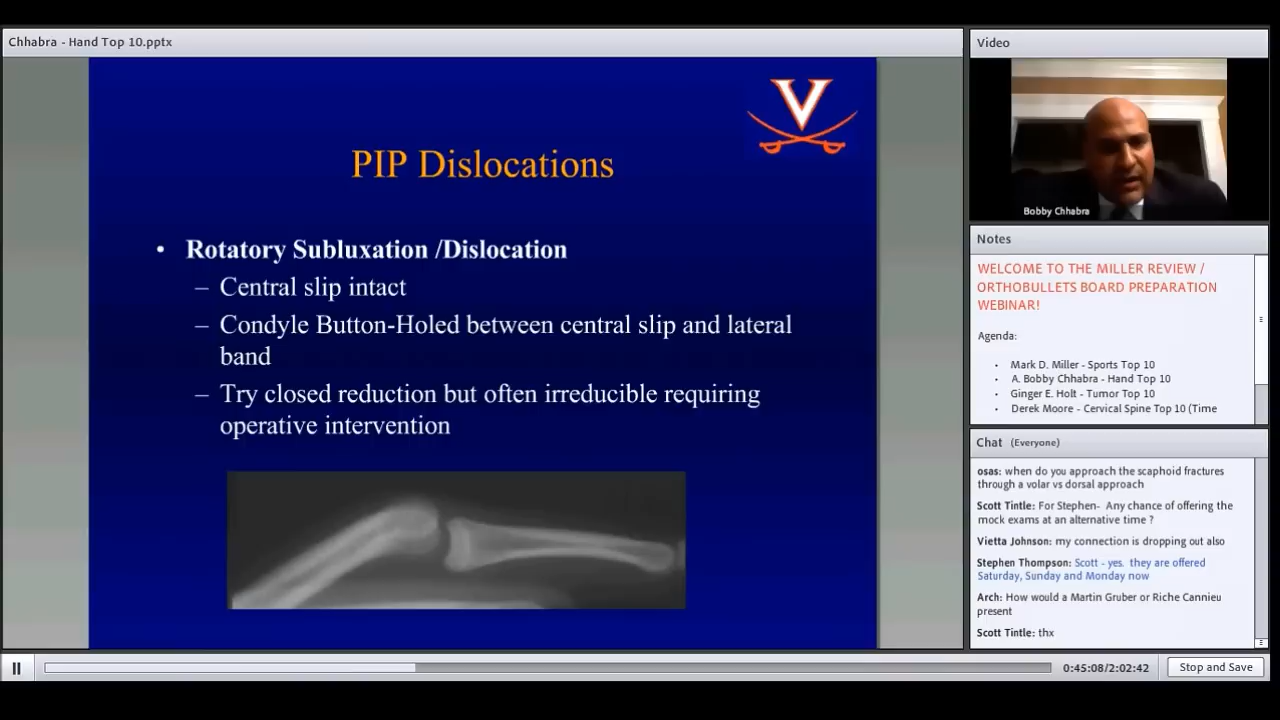 Chhabra - Hand Top 10.pptx
V
PIP Dislocations
• Rotatory Subluxation /Dislocation
– Central slip intact
– Condyle Button-Holed between central slip and lateral
band
– Try closed reduction but often irreducible requiring
operative intervention
Video
Bobby Chhabra
Notes
WELCOME TO THE MILLER REVIEW /
ORTHOBULLETS BOARD PREPARATION
WEBINAR!
Agenda:
• Mark D. Miller - Sports Top 10
• A. Bobby Chhabra - Hand Top 10
• Ginger E. Holt - Tumor Top 10
• Derek Moore - Cervical Spine Top 10 (Time
Chat (Everyone)
osas: when do you approach the scaphoid fractures
through a volar vs dorsal approach
Scott Tintle: For Stephen- Any chance of offering the
mock exams at an alternative time ?
Vietta Johnson: my connection is dropping out also
Stephen Thompson: Scott - yes. they are offered
Saturday, Sunday and Monday now
Arch: How would a Martin Gruber or Riche Cannieu
present
Scott Tintle: thx
0:45:08/2:02:42
Stop and Save